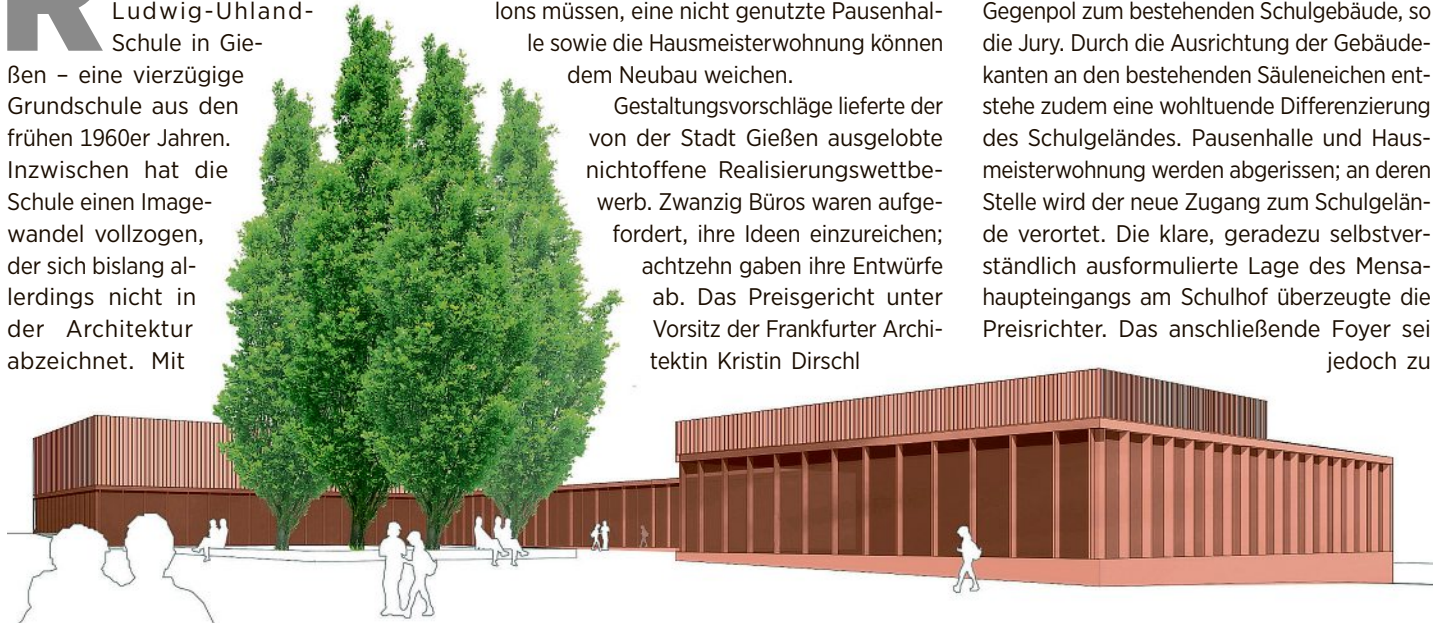 R
Ludwig-Uhland-
Schule in Gie-
ßen – eine vierzügige
Grundschule aus den
frühen 1960er Jahren.
Inzwischen hat die
Schule einen Image-
wandel vollzogen,
der sich bislang al-
lerdings nicht in
der Architektur
abzeichnet. Mit
lons müssen, eine nicht genutzte Pausenhal-
le sowie die Hausmeisterwohnung können
dem Neubau weichen.
Gestaltungsvorschläge lieferte der
von der Stadt Gießen ausgelobte
nichtoffene Realisierungswettbe-
werb. Zwanzig Büros waren aufge-
fordert, ihre Ideen einzureichen;
achtzehn gaben ihre Entwürfe
ab. Das Preisgericht unter
Vorsitz der Frankfurter Archi-
tektin Kristin Dirschl
Gegenpol zum bestehenden Schulgebäude, so
die Jury. Durch die Ausrichtung der Gebäude-
kanten an den bestehenden Säuleneichen ent-
stehe zudem eine wohltuende Differenzierung
des Schulgeländes. Pausenhalle und Haus-
meisterwohnung werden abgerissen; an deren
Stelle wird der neue Zugang zum Schulgelän-
de verortet. Die klare, geradezu selbstver-
ständlich ausformulierte Lage des Mensa-
haupteingangs am Schulhof überzeugte die
Preisrichter. Das anschließende Foyer sei
jedoch zu